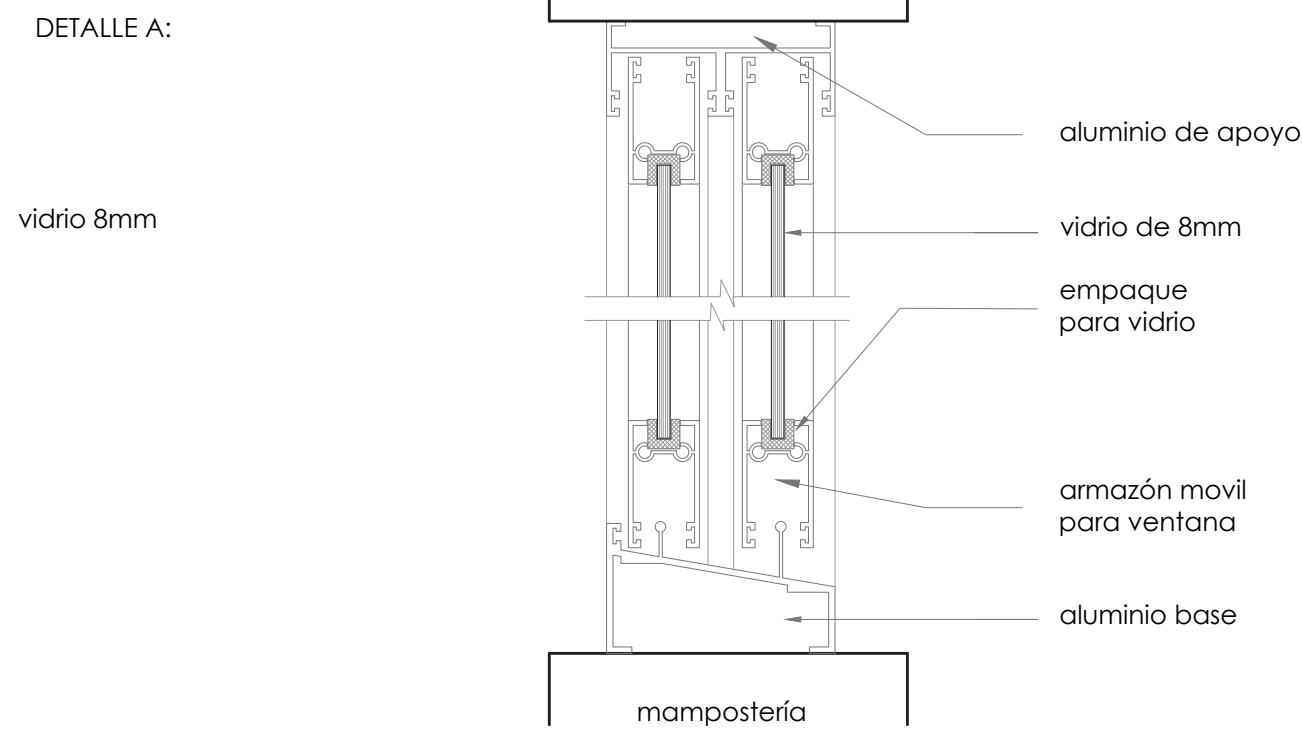 DETALLE A:
vidrio 8mm
aluminio de apoyo
vidrio de 8mm
empaque
para vidrio
armazón movil
para ventana
aluminio base
mampostería